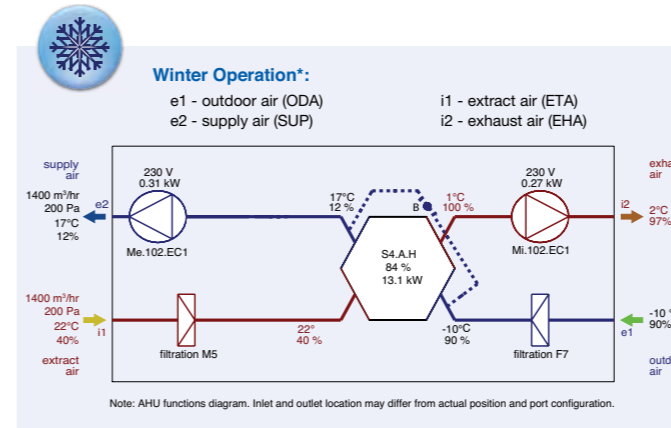 Winter Operation*:
e1 - outdoor air (ODA)
e2 - supply air (SUP)
i1 - extract air (ETA)
i2 - exhaust air (EHA)
supply
air
1400 m³/hr
200 Pa
17°C
12%
e2
230 V
0.31 kW
Me.102.EC1
17°C
12 %
B
1°C
100 %
230 V
0.27 kW
Mi.102.EC1
i2
air
2°C
97%
S4.A.H
84 %
13.1 kW
1400 m³/hr
200 Pa
22°C
40%
i1
extract
air
filtration M5
22°
40 %
-10°C
90 %
filtration F7
e1
-10 °
90%
air
Note: AHU functions diagram. Inlet and outlet location may differ from actual position and port configuration.